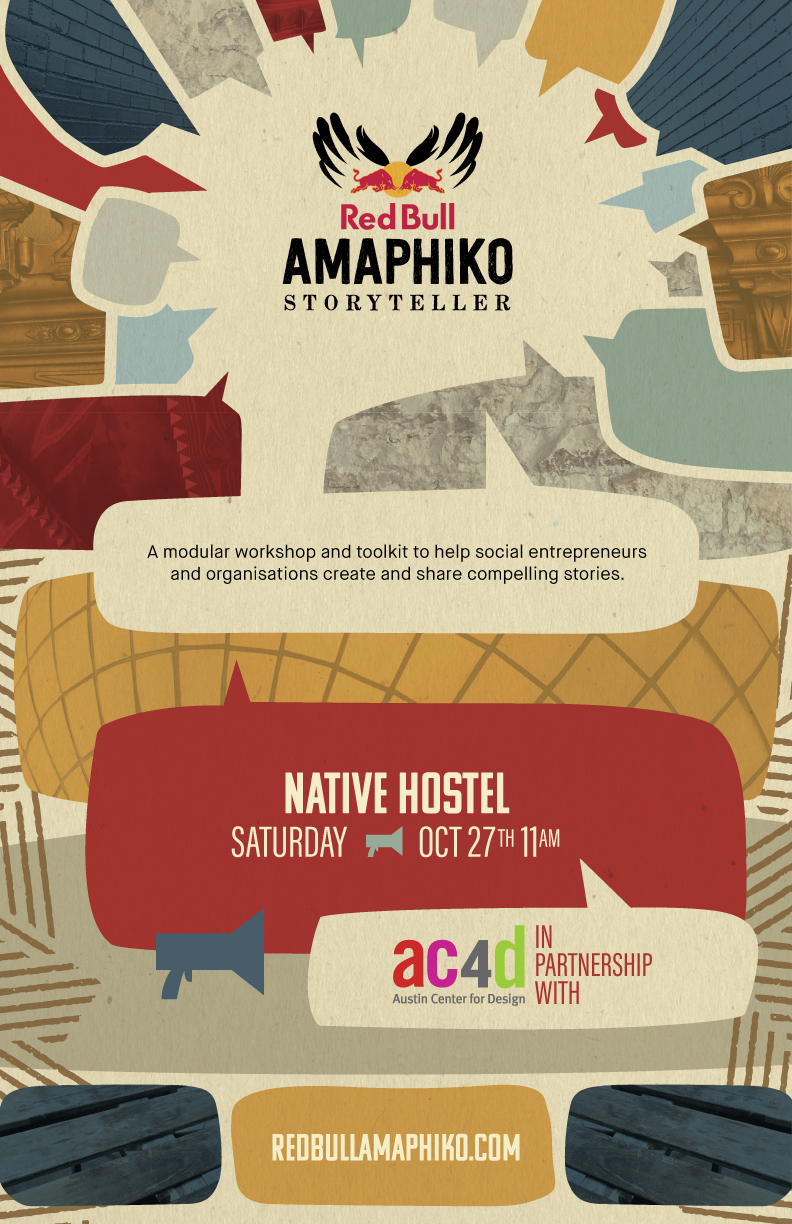 Red Bull
AMAPHIKO
STORYTELLER
A modular workshop and toolkit to help social entrepreneurs
and organisations create and share compelling stories.
NATIVE HOSTEL
SATURDAY OCT 27TH 11AM
ac4d
Austin Center for Design
IN
PARTNERSHIP
WITH
REDBULLAMAPHIKO.COM